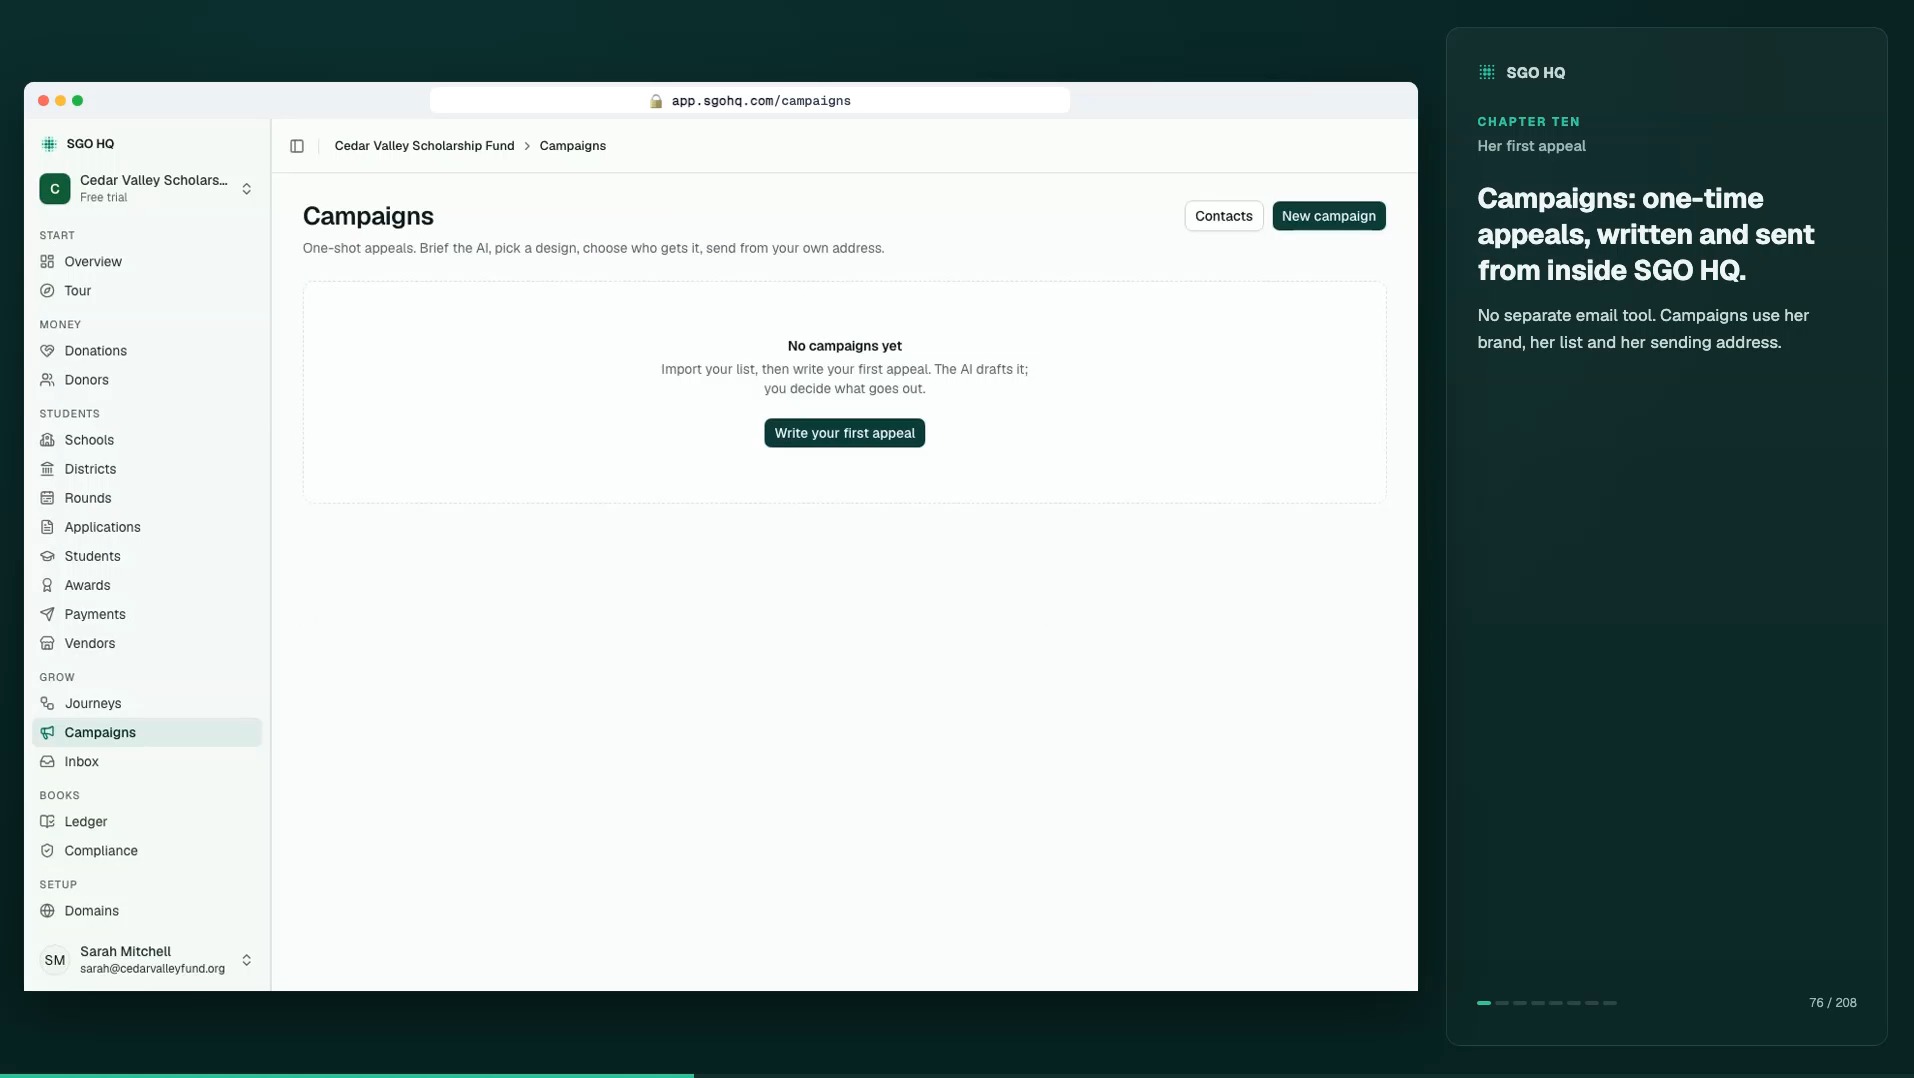 app.sgohq.com/campaigns
SGO HQ
C
Cedar Valley Scholars...
Free trial
START
Overview
Tour
MONEY
Donations
Donors
STUDENTS
Schools
Districts
Rounds
Applications
Students
Awards
Payments
Vendors
GROW
Journeys
Campaigns
Inbox
BOOKS
Ledger
Compliance
SETUP
Domains
SM
Sarah Mitchell
sarah@cedarvalleyfund.org
Cedar Valley Scholarship Fund > Campaigns
Campaigns
Contacts
New campaign
One-shot appeals. Brief the AI, pick a design, choose who gets it, send from your own address.
No campaigns yet
Import your list, then write your first appeal. The AI drafts it;
you decide what goes out.
Write your first appeal
SGO HQ
CHAPTER TEN
Her first appeal
Campaigns: one-time
appeals, written and sent
from inside SGO HQ.
No separate email tool. Campaigns use her
brand, her list and her sending address.
76 / 208